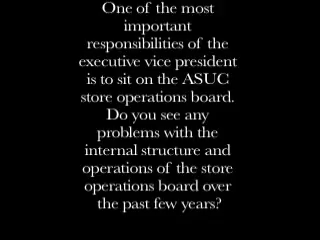 One of the most
important
responsibilities of the
executive vice president
is to sit on the ASUC
store operations board.
Do you see any
problems with the
internal structure and
operations of the store
operations board over
the past few years?